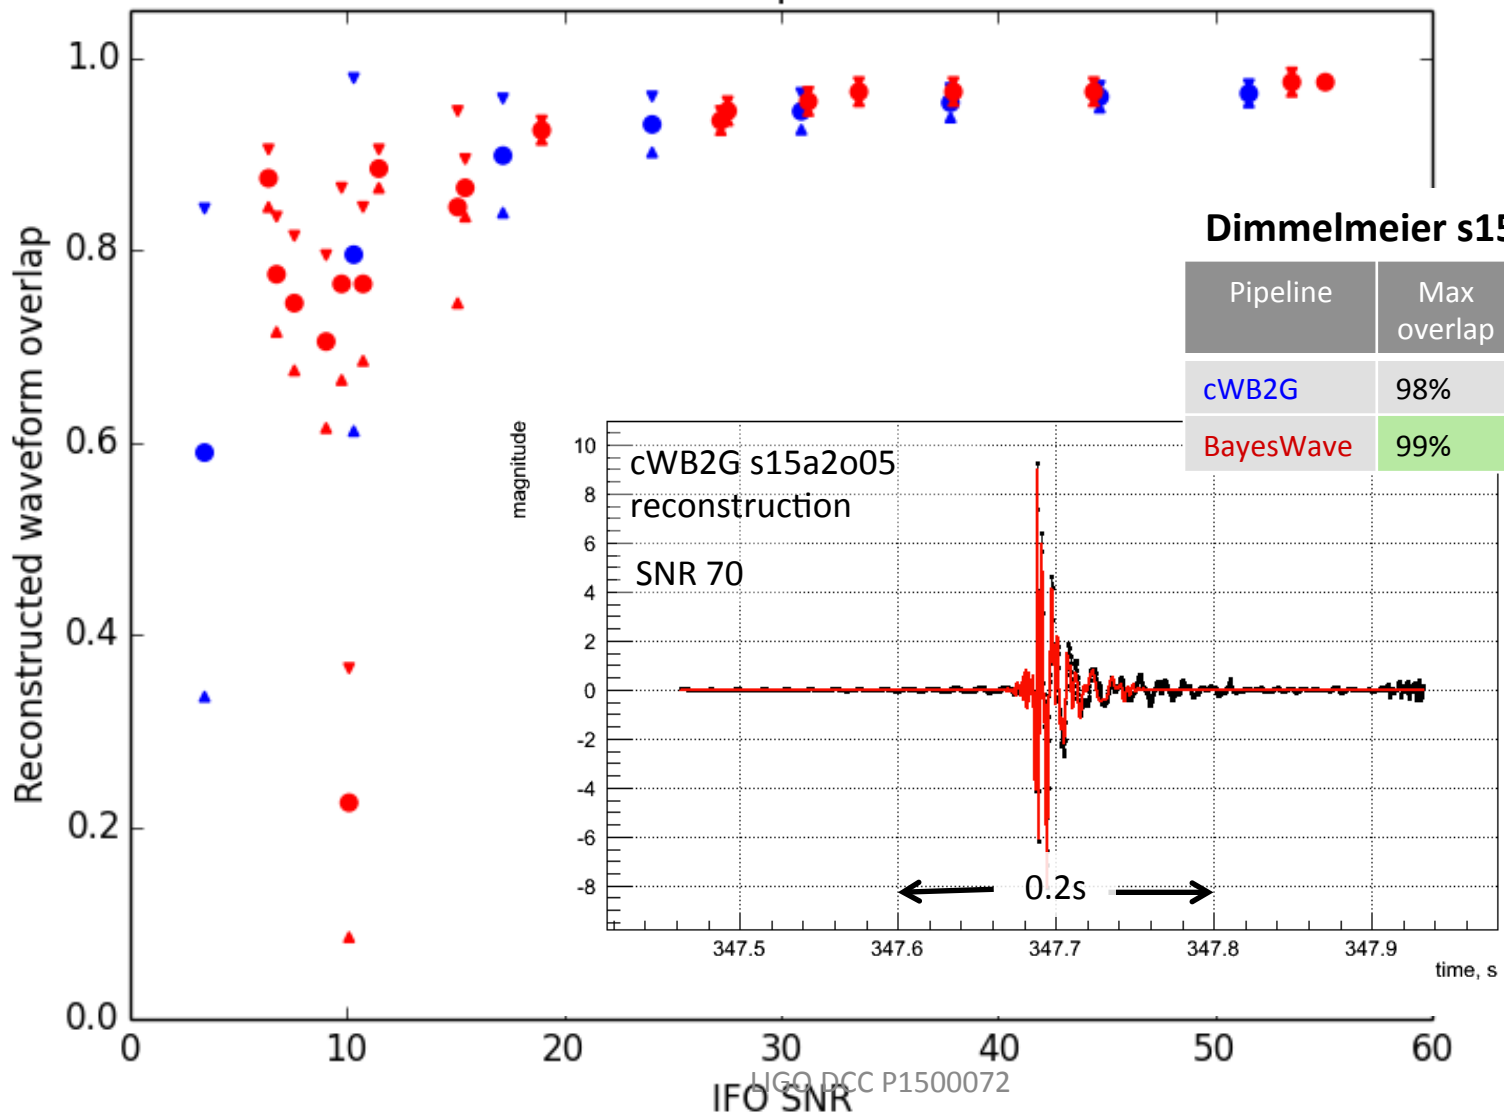 1.0
0.8
0.6
0.4
0.2
0.0
Reconstructed waveform overlap
0 10 20 30 40 50 60
IFO SNR
LIGO DCC P1500072
Dimmelmeier s15
Pipeline Max overlap
cWB2G 98%
BayesWave 99%
magnitude
10
8
6
4
2
0
-2
-4
-6
-8
cWB2G s15a2o05
reconstruction
SNR 70
0.2s
347.5 347.6 347.7 347.8 347.9
time, s